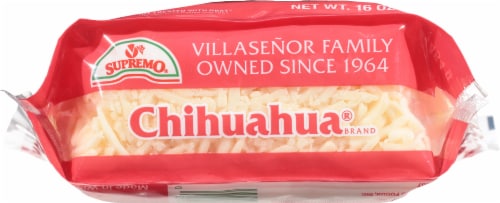 NET WT. 16 OZ
V&V
SUPREMO®
VILLASEÑOR FAMILY
OWNED SINCE 1964
Chihuahua®
BRAND